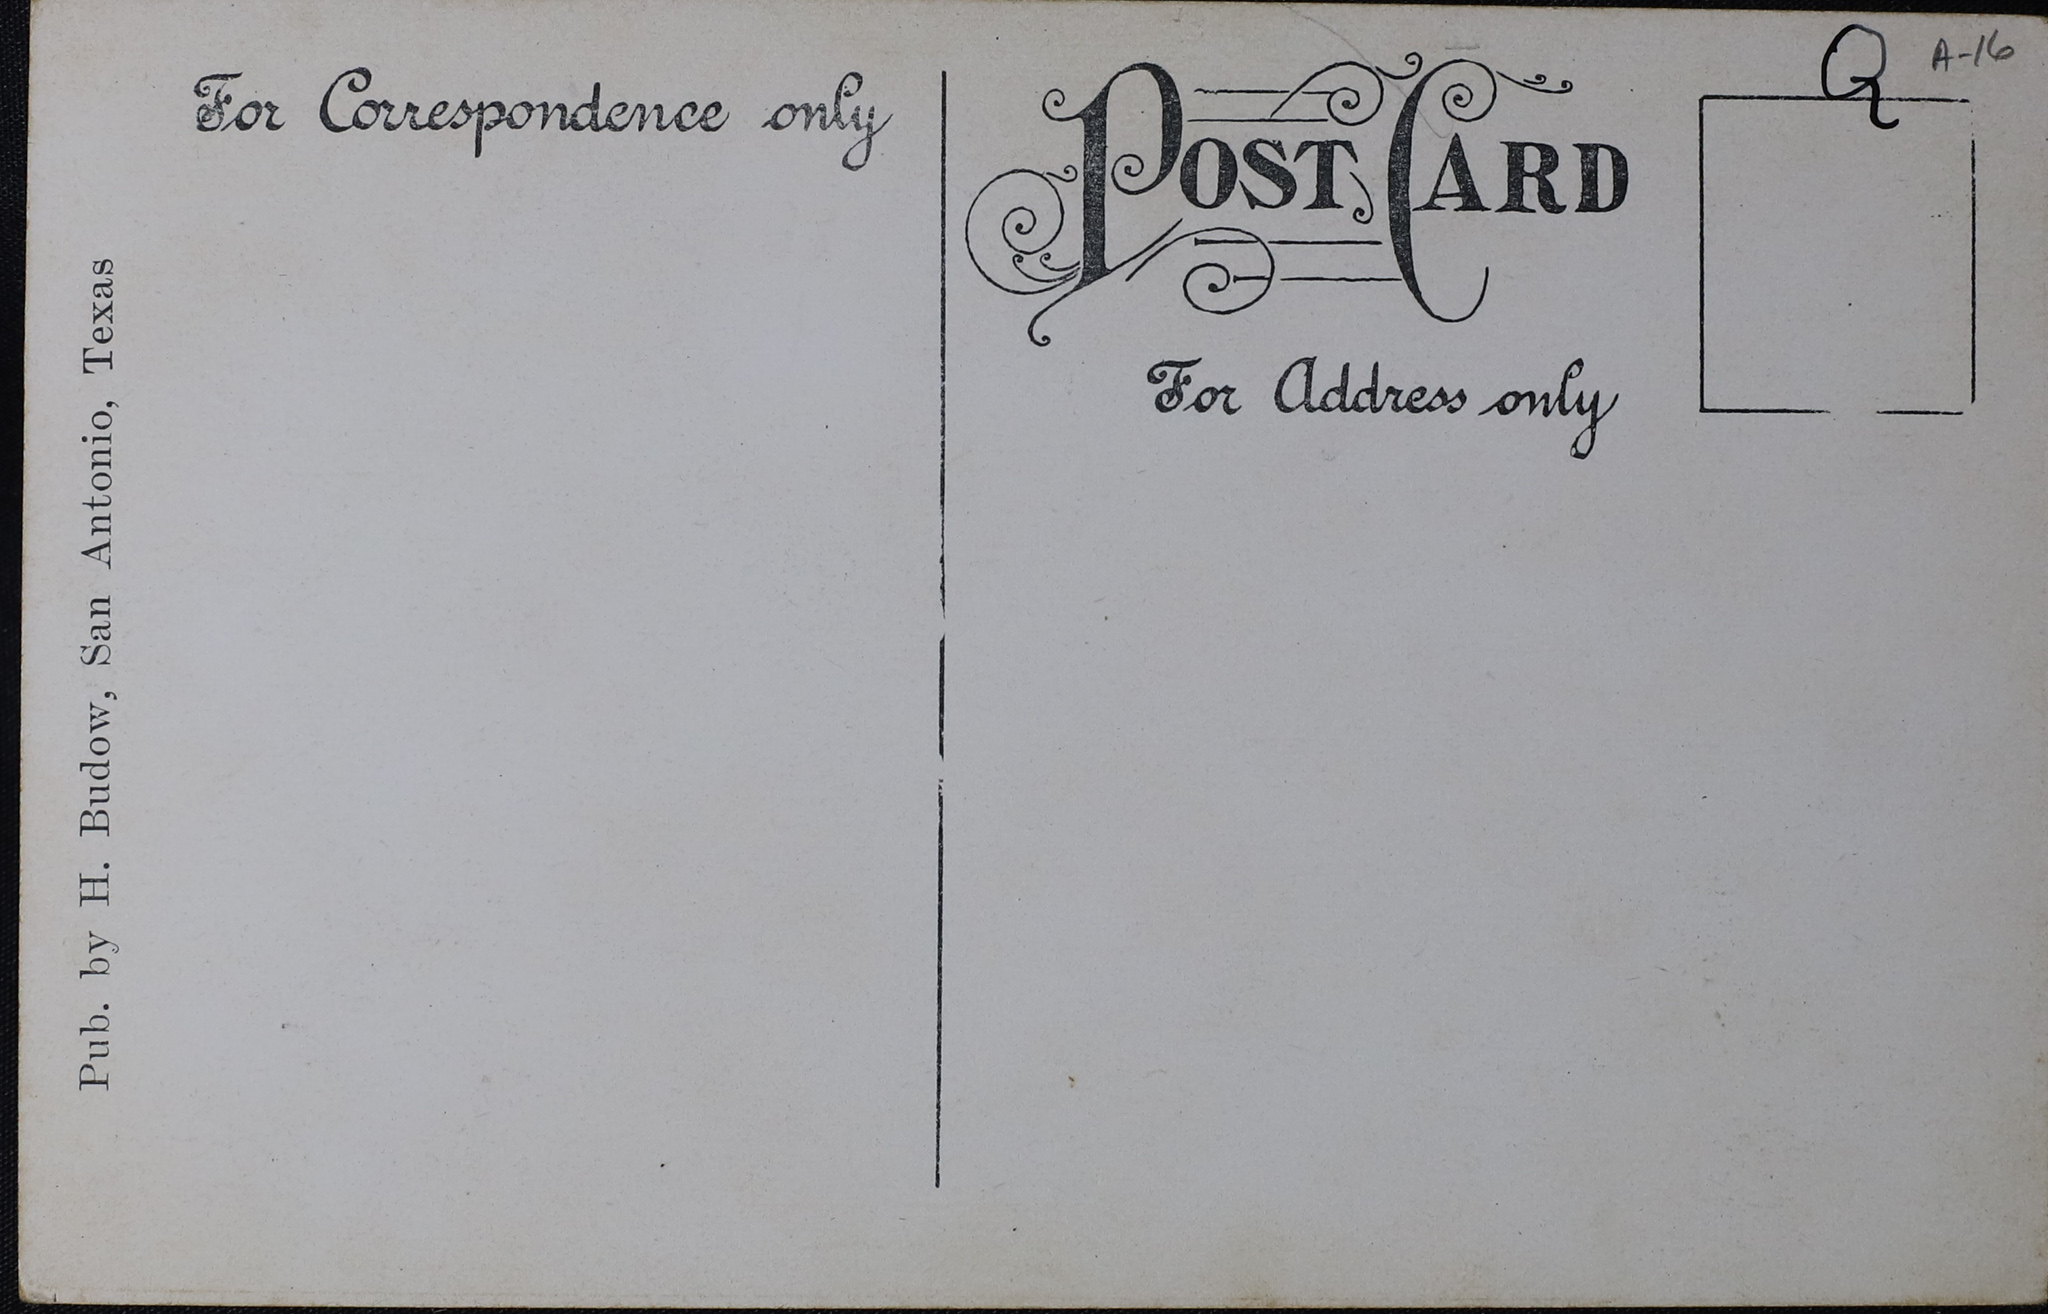 For Correspondence only
POST CARD
For Address only
Q
A-16
Pub. by H. Budow, San Antonio, Texas